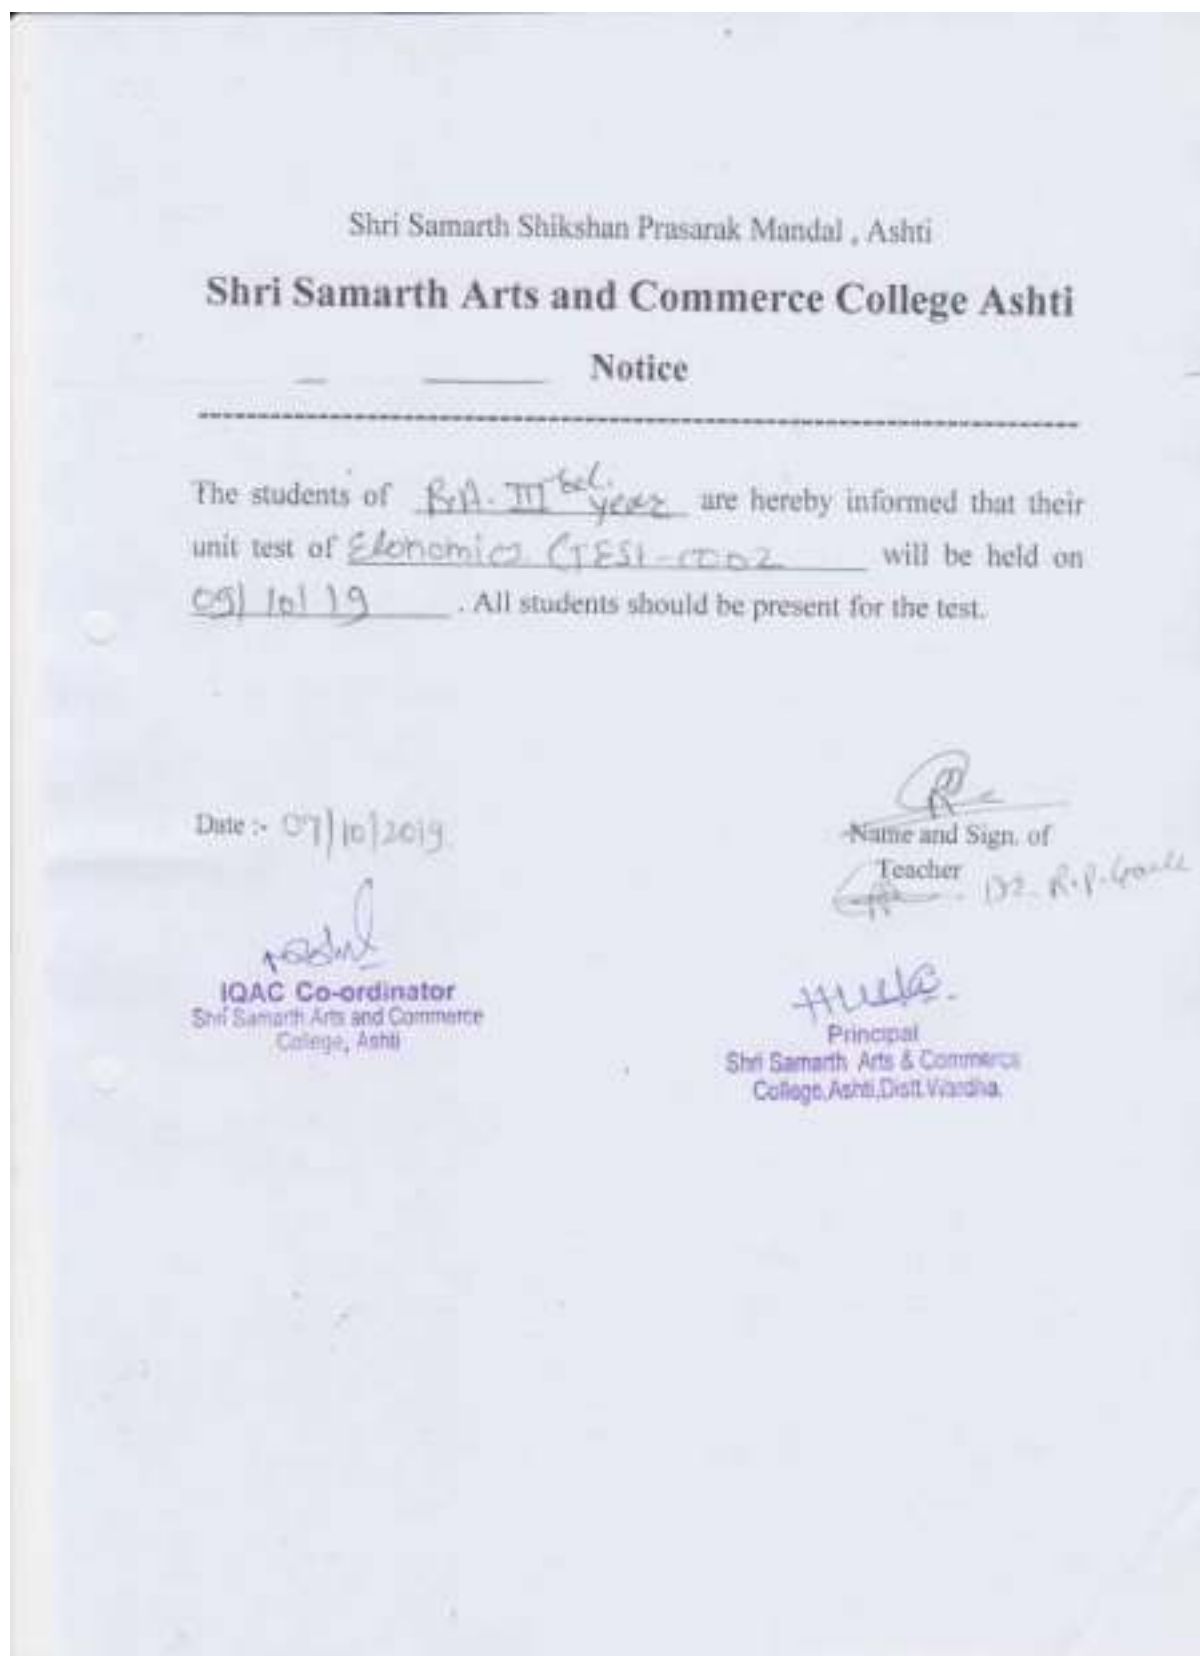 Shri Samarth Shikshan Prasarak Mandal , Ashti
Shri Samarth Arts and Commerce College Ashti
Notice
The students of B.A. III year are hereby informed that their
unit test of Economics (TEST- will be held on
09/10/19 . All students should be present for the test.
Date :- 07/10/2019.
Name and Sign. of
Teacher
Dr. R.P.
IQAC Co-ordinator
Shri Samarth Arts and Commerce
College, Ashti
Principal
Shri Samarth Arts & Commerce
College,Ashti,Distt.Wardha.